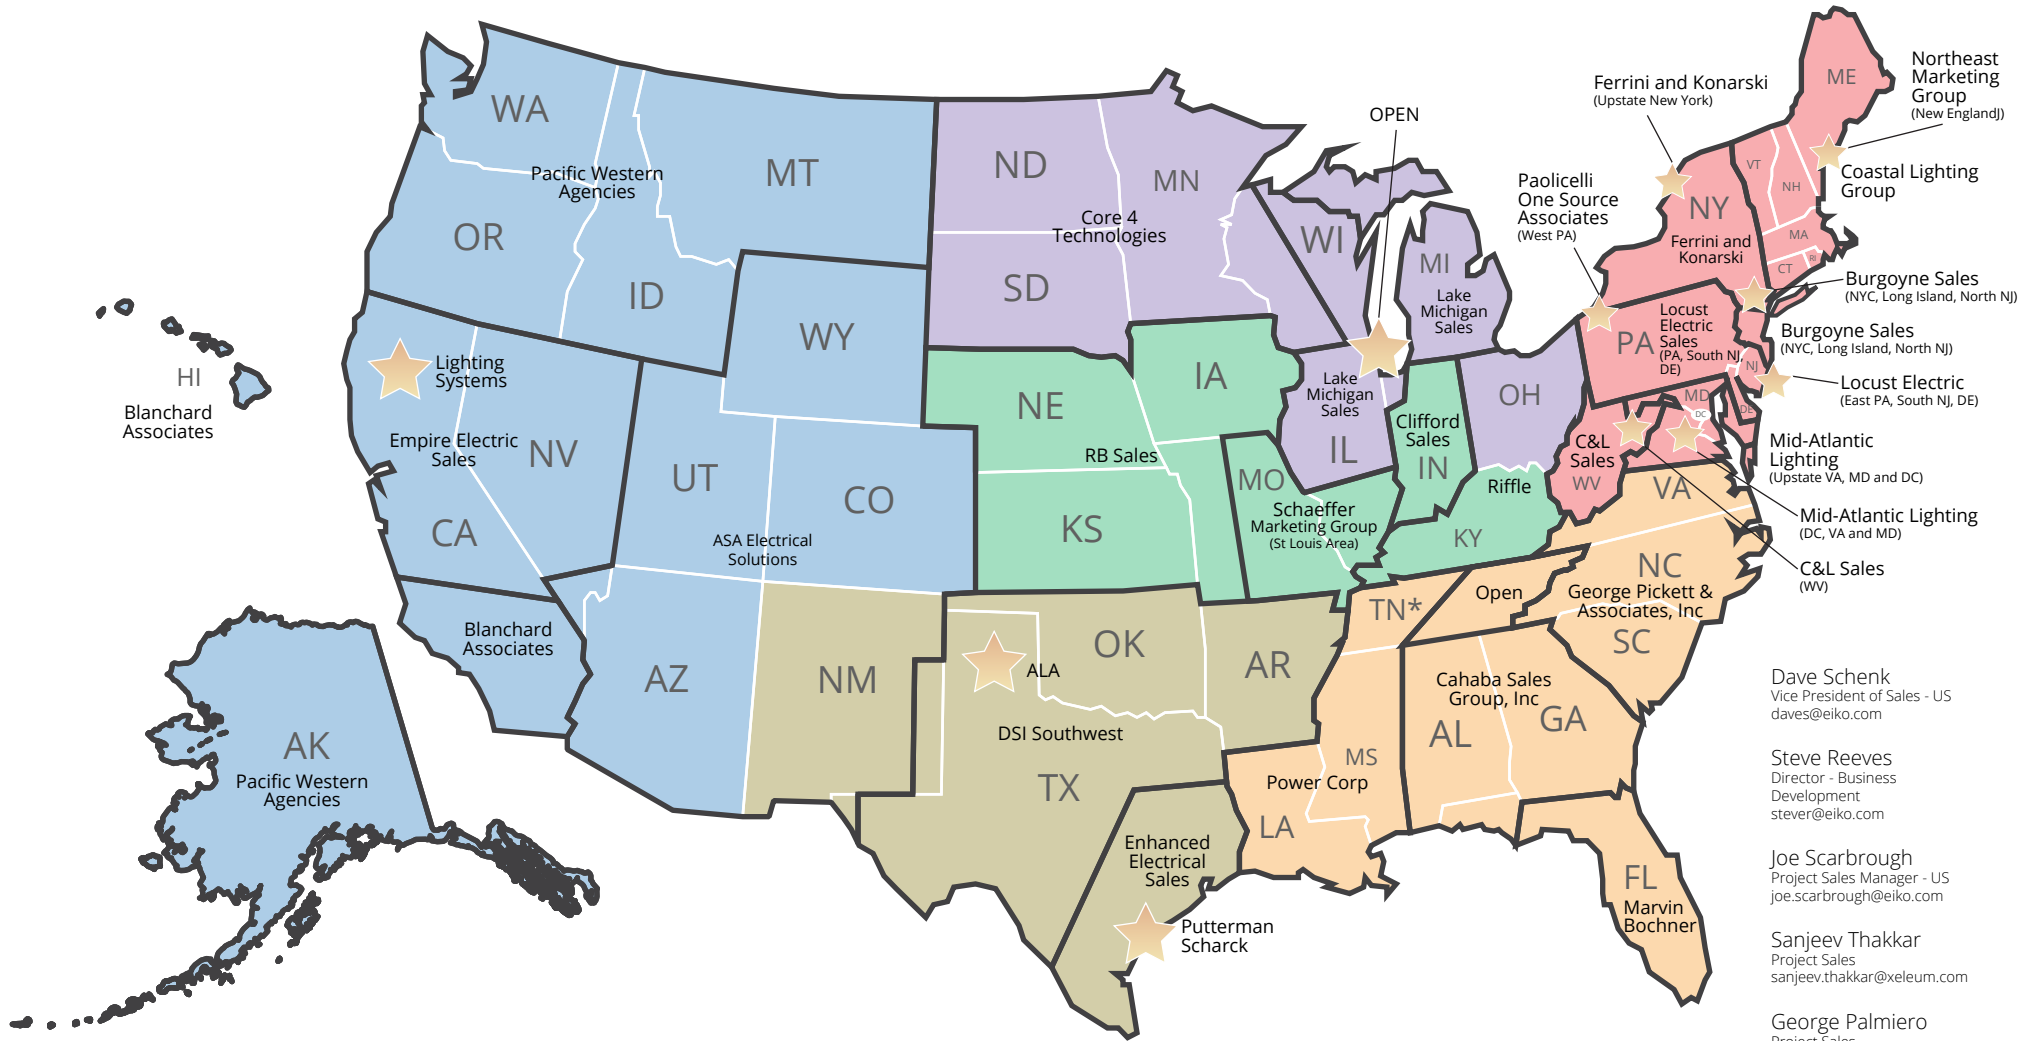 WA
Pacific Western
Agencies
MT
OR
ID
WY
ND
MN
Core 4
Technologies
SD
OPEN
WI
MI
Lake
Michigan
Sales
Ferrini and Konarski
(Upstate New York)
Paolicelli
One Source
Associates
(West PA)
ME
Northeast
Marketing
Group
(New EnglandJ)
Coastal Lighting
Group
VT
NH
NY
Ferrini and
Konarski
MA
CT
RI
Burgoyne Sales
(NYC, Long Island, North NJ)
Burgoyne Sales
(NYC, Long Island, North NJ)
PA
Locust
Electric
Sales
(PA, South NJ,
DE)
NJ
Locust Electric
(East PA, South NJ, DE)
MD
DC
DE
Mid-Atlantic
Lighting
(Upstate VA, MD and DC)
Mid-Atlantic Lighting
(DC, VA and MD)
C&L Sales
(WV)
HI
Blanchard
Associates
Lighting
Systems
Empire Electric
Sales
NV
CA
UT
CO
ASA Electrical
Solutions
Blanchard
Associates
AZ
NM
NE
IA
RB Sales
KS
MO
Schaeffer
Marketing Group
(St Louis Area)
Lake
Michigan
Sales
IL
Clifford
Sales
IN
OH
Riffle
KY
C&L
Sales
WV
VA
NC
George Pickett &
Associates, Inc
SC
TN*
Open
OK
ALA
AR
DSI Southwest
TX
Enhanced
Electrical
Sales
Putterman
Scharck
MS
Power Corp
LA
Cahaba Sales
Group, Inc
AL
GA
FL
Marvin
Bochner
AK
Pacific Western
Agencies
Dave Schenk
Vice President of Sales - US
daves@eiko.com
Steve Reeves
Director - Business
Development
stever@eiko.com
Joe Scarbrough
Project Sales Manager - US
joe.scarbrough@eiko.com
Sanjeev Thakkar
Project Sales
sanjeev.thakkar@xeleum.com
George Palmiero
Project Sales